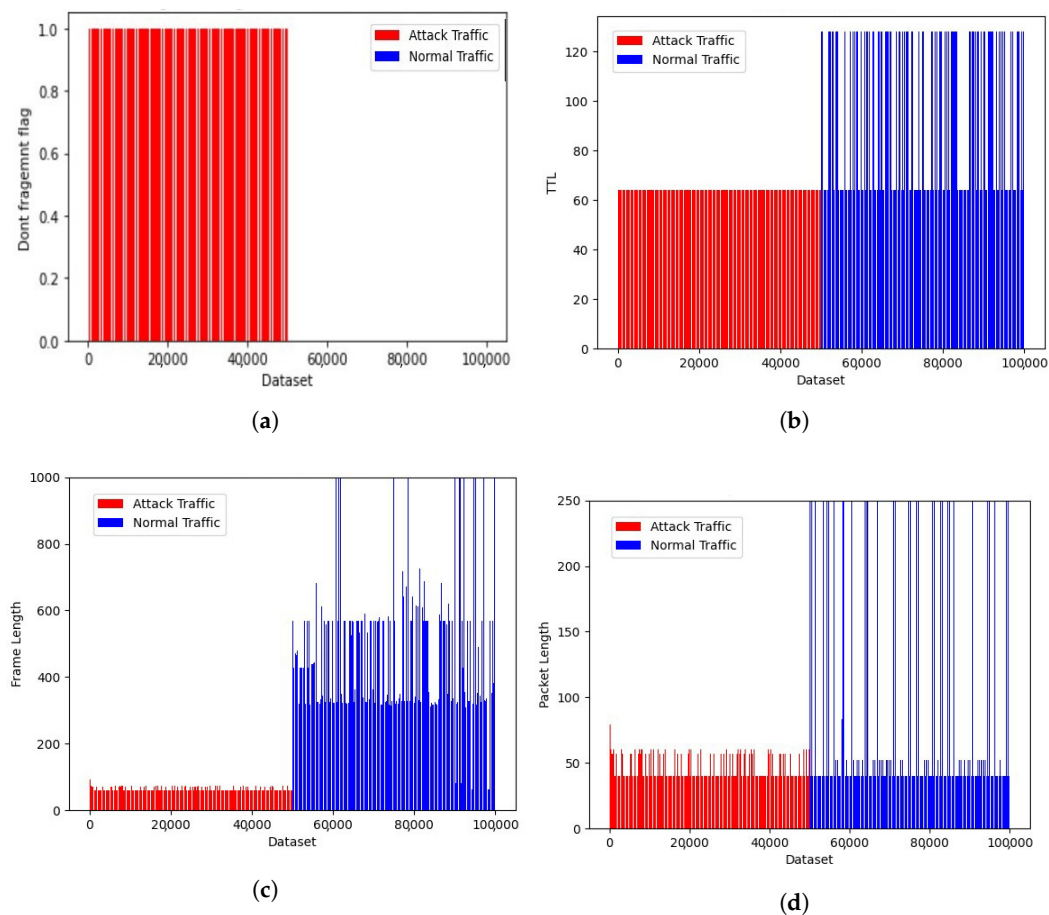 1.0
0.8
0.6
0.4
0.2
0.0
Dont fragemnt flag
Attack Traffic
Normal Traffic
0
20,000
40,000
60,000
80,000
100,000
Dataset
(a)
120
100
80
60
40
20
0
TTL
Attack Traffic
Normal Traffic
0
20,000
40,000
60,000
80,000
100,000
Dataset
(b)
1000
800
600
400
200
0
Frame Length
Attack Traffic
Normal Traffic
0
20,000
40,000
60,000
80,000
100,000
Dataset
(c)
250
200
150
100
50
0
Packet Length
Attack Traffic
Normal Traffic
0
20,000
40,000
60,000
80,000
100,000
Dataset
(d)